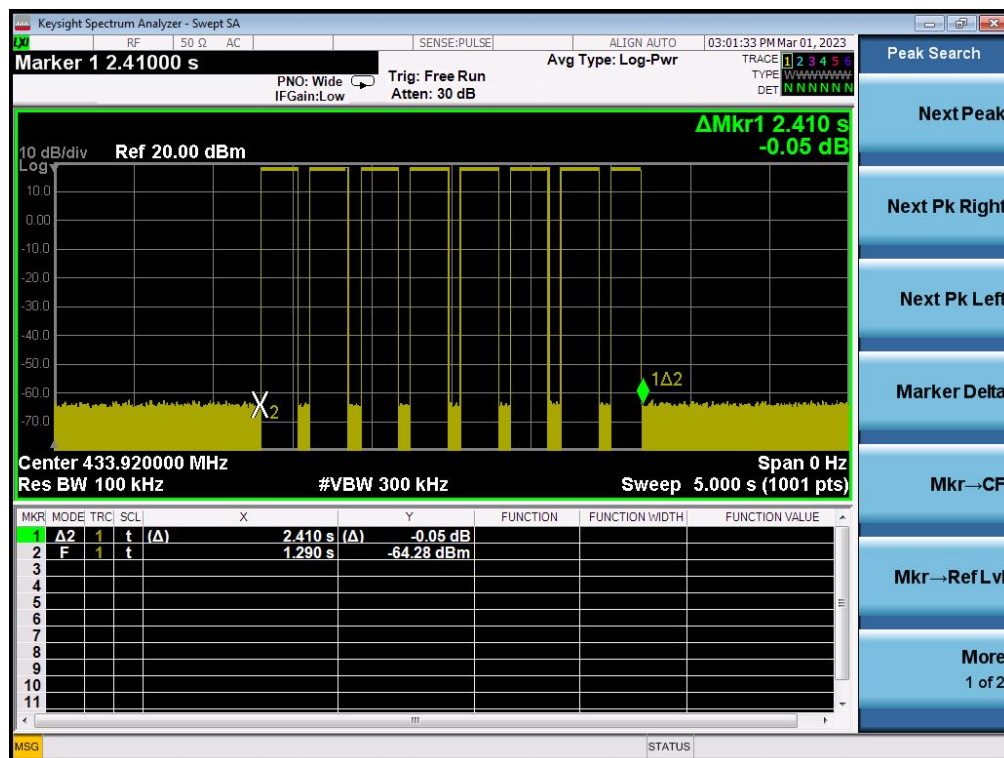 Keysight Spectrum Analyzer - Swept SA
LXI RF 50 Ω AC SENSE:PULSE ALIGN AUTO 03:01:33 PM Mar 01, 2023
Marker 1 2.41000 s
PNO: Wide
IFGain:Low
Trig: Free Run
Atten: 30 dB
Avg Type: Log-Pwr
TRACE 1 2 3 4 5 6
TYPE WWWWWW
DET N N N N N N
ΔMkr1 2.410 s
-0.05 dB
10 dB/div Ref 20.00 dBm
Log
10.0
0.00
-10.0
-20.0
-30.0
-40.0
-50.0
-60.0
-70.0
2
1Δ2
Center 433.920000 MHz Span 0 Hz
Res BW 100 kHz #VBW 300 kHz Sweep 5.000 s (1001 pts)
MKR MODE TRC SCL X Y FUNCTION FUNCTION WIDTH FUNCTION VALUE
1 Δ2 1 t (Δ) 2.410 s (Δ) -0.05 dB
2 F 1 t 1.290 s -64.28 dBm
3
4
5
6
7
8
9
10
11
MSG STATUS
Peak Search
Next Peak
Next Pk Right
Next Pk Left
Marker Delta
Mkr→CF
Mkr→Ref Lvl
More
1 of 2